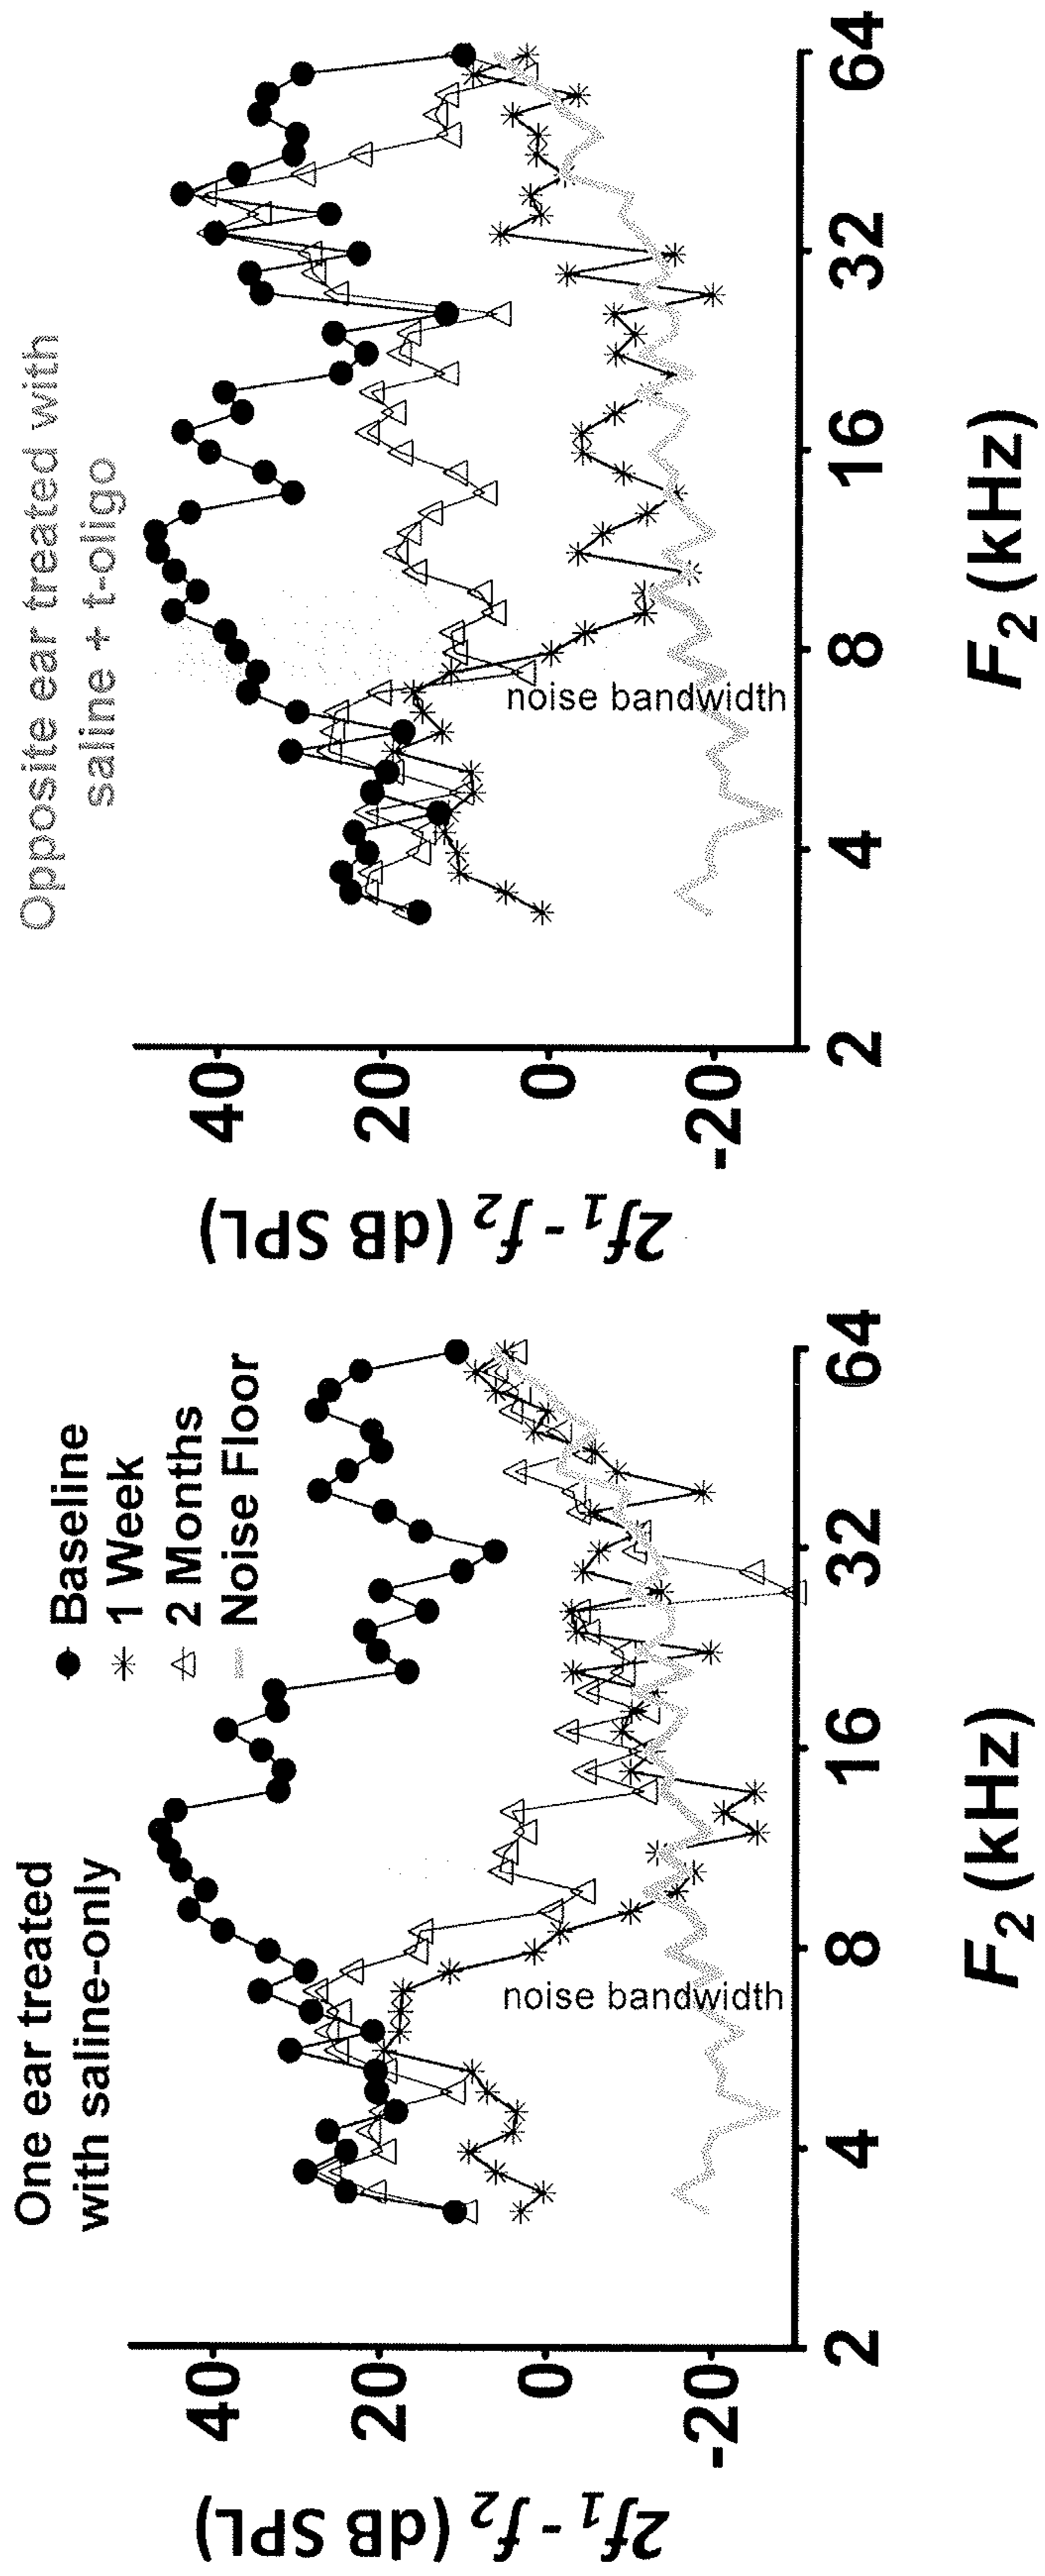 One ear treated
with saline-only
Baseline
1 Week
2 Months
Noise Floor
40
20
0
-20
2f1- f2 (dB SPL)
noise bandwidth
2 4 8 16 32 64
F2 (kHz)
Opposite ear treated with
saline + t-oligo
40
20
0
-20
2f1- f2 (dB SPL)
noise bandwidth
2 4 8 16 32 64
F2 (kHz)